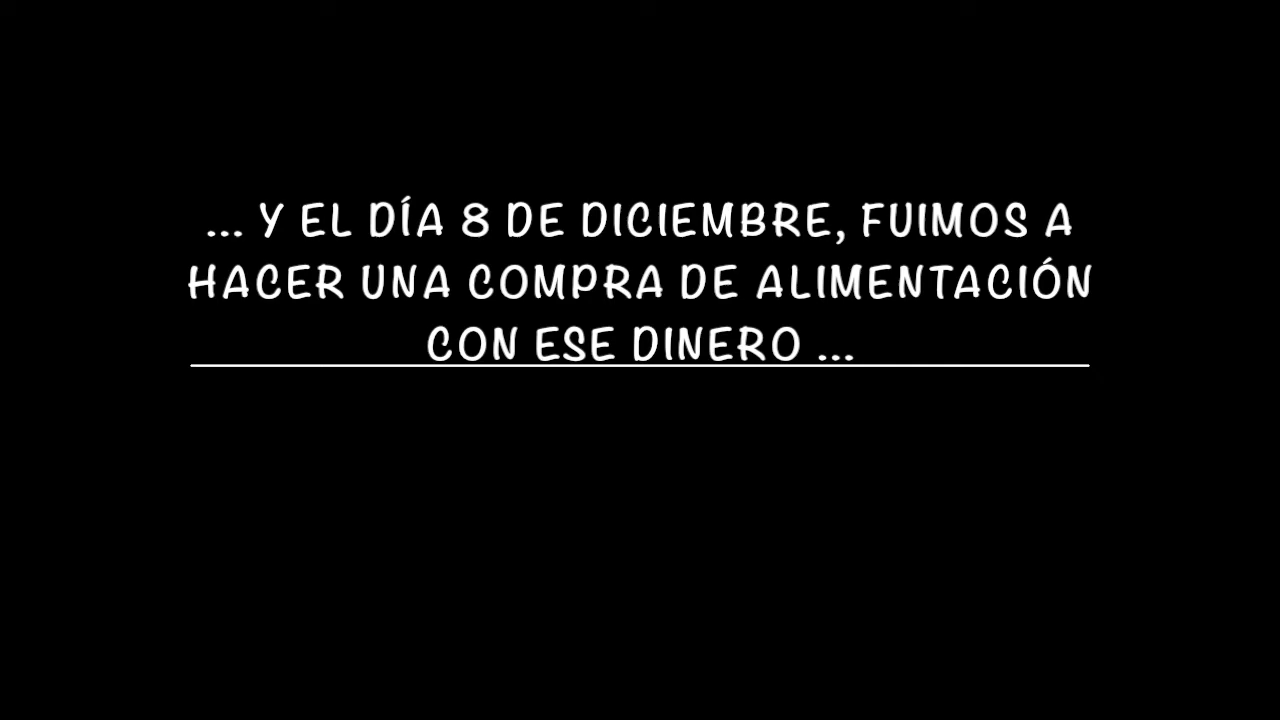 ... Y EL DÍA 8 DE DICIEMBRE, FUIMOS A
HACER UNA COMPRA DE ALIMENTACIÓN
CON ESE DINERO ...